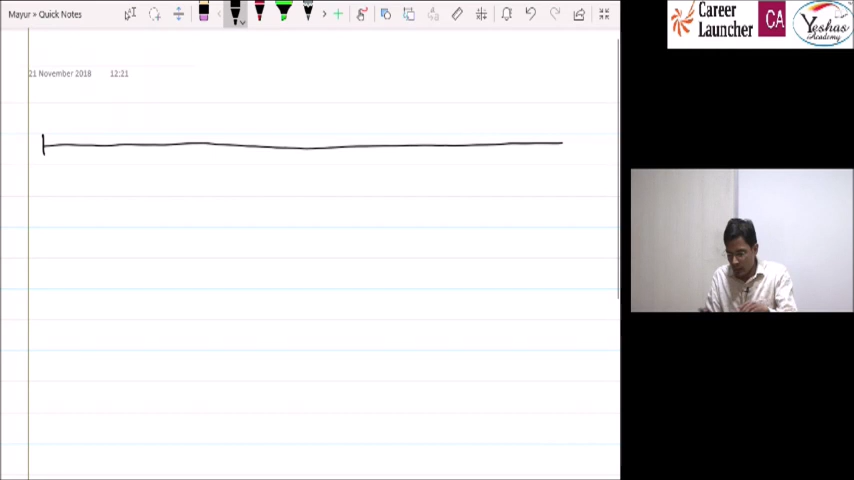 Mayur » Quick Notes
Career
Launcher
CA
Yeshas
Academy
21 November 2018 12:21